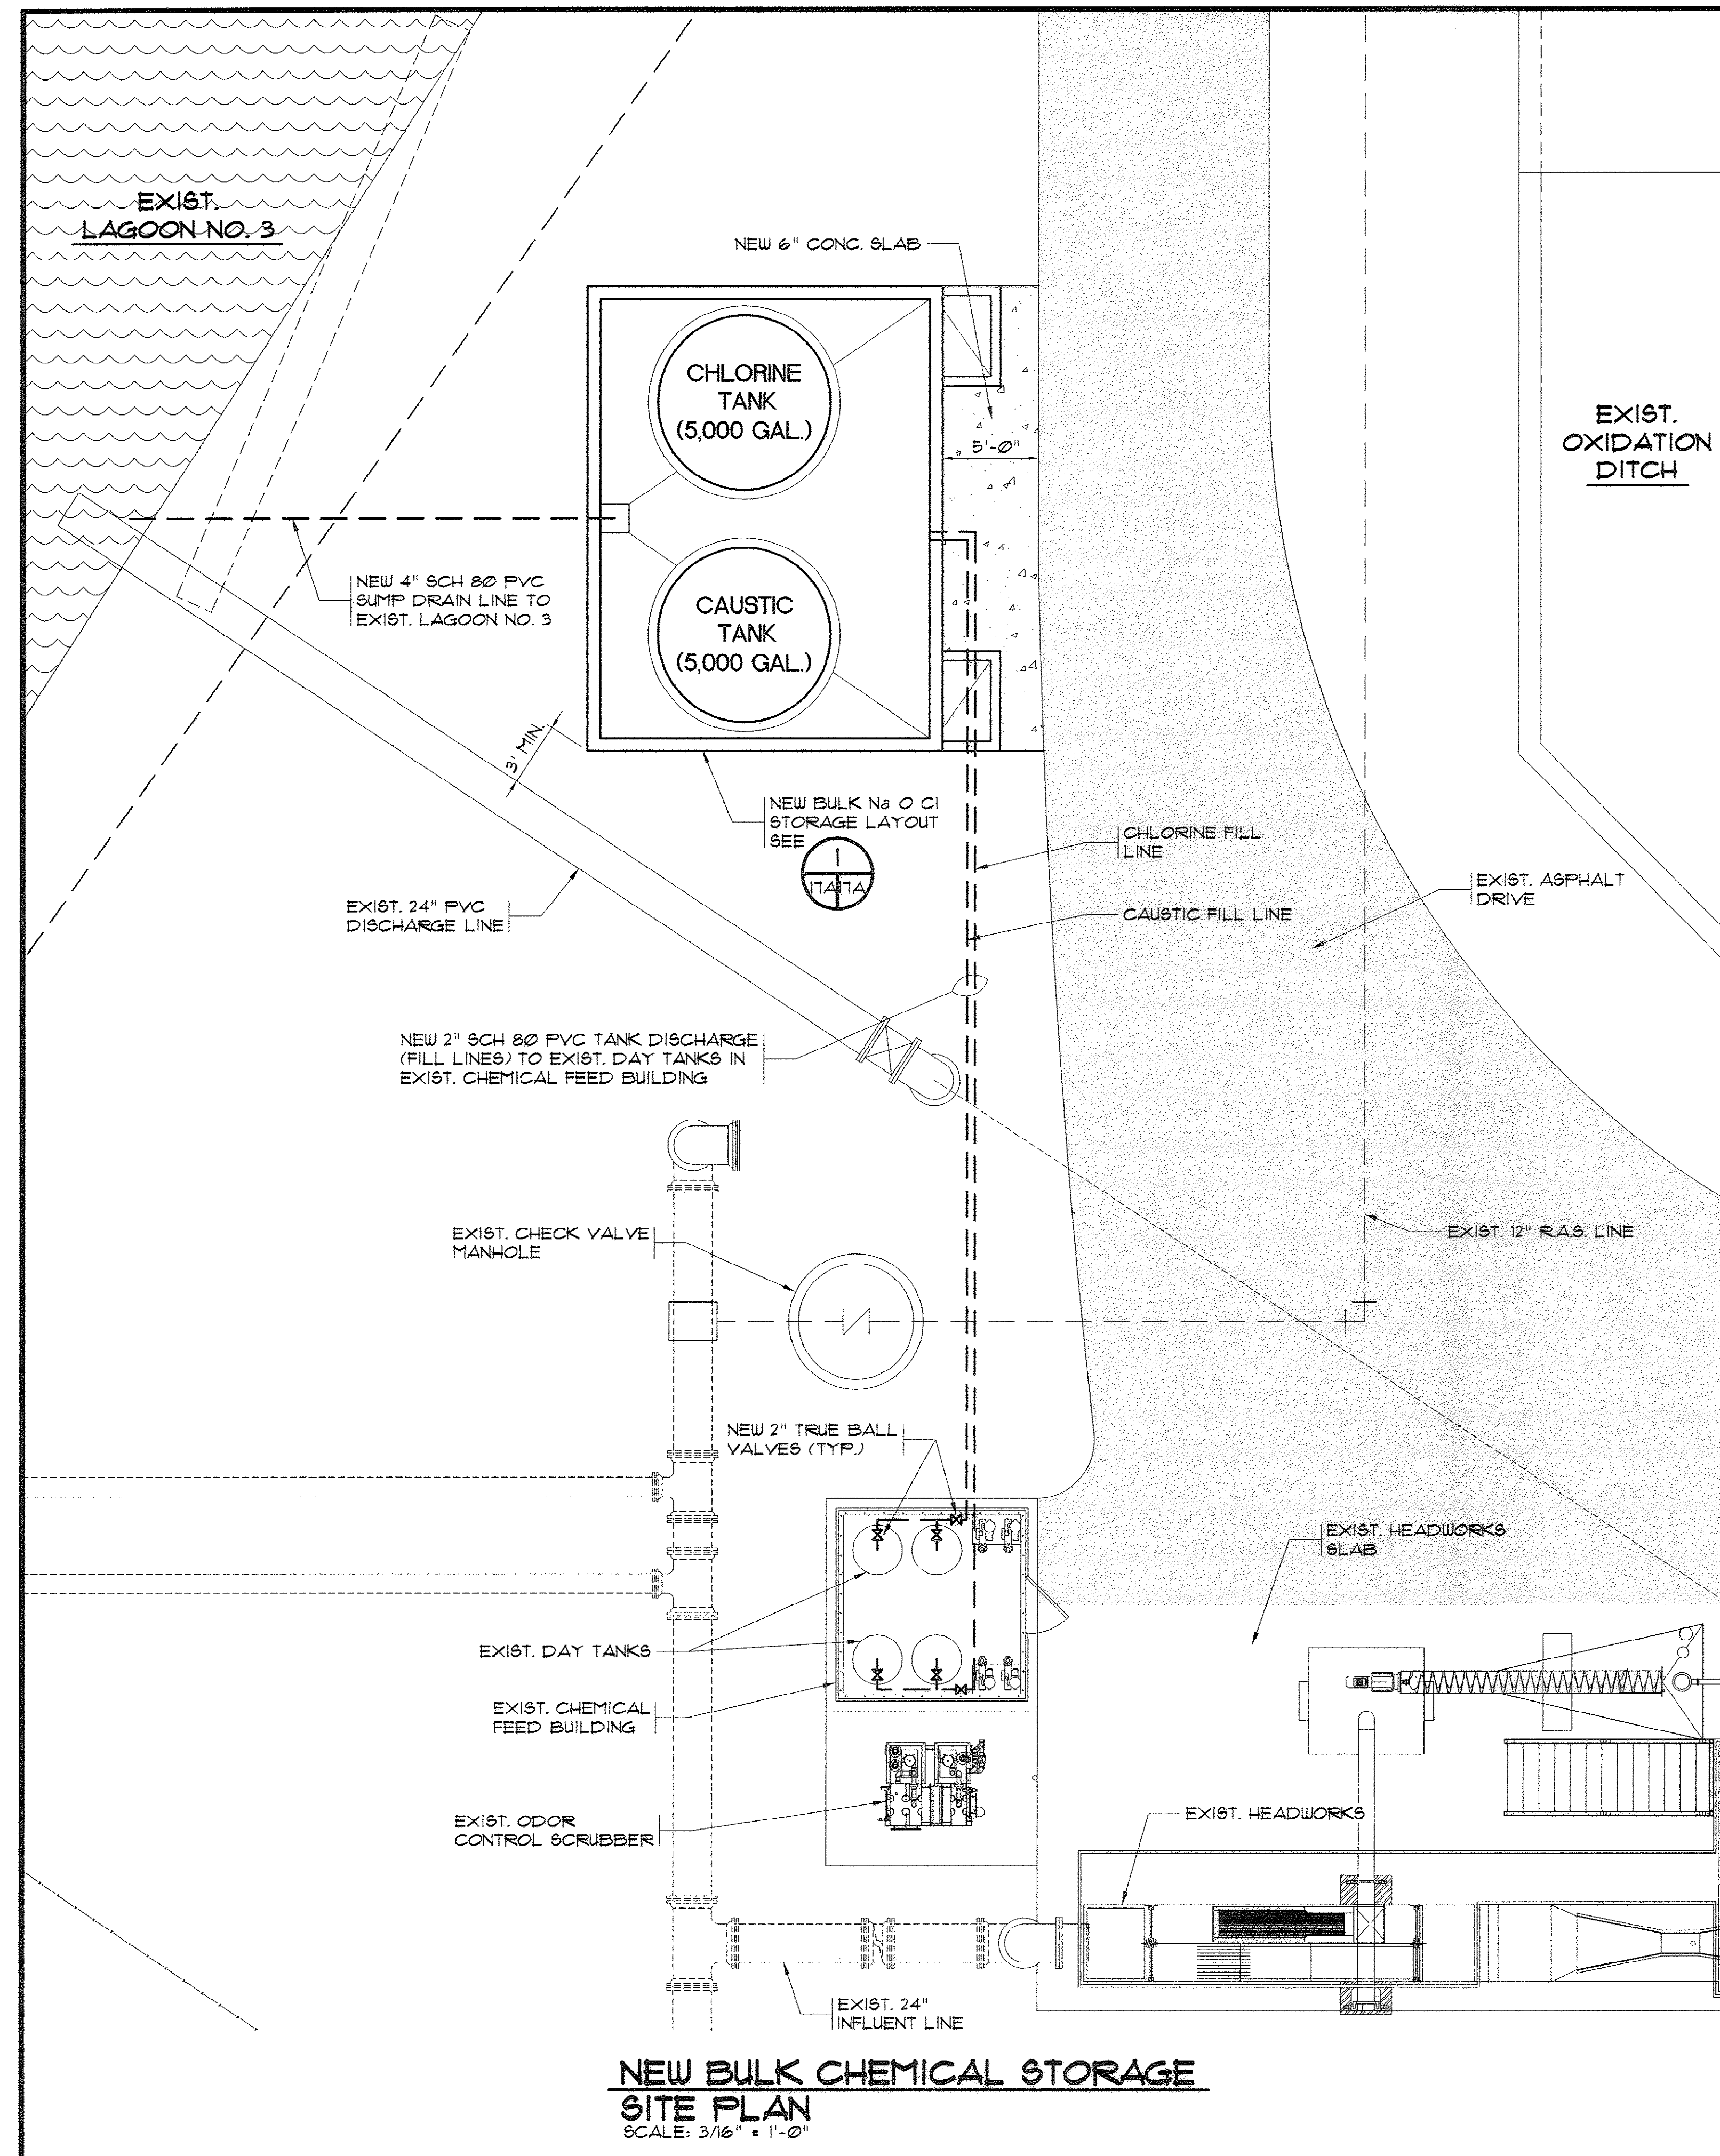 EXIST.
LAGOON NO. 3
NEW 6" CONC. SLAB
CHLORINE
TANK
(5,000 GAL.)
5'-0"
EXIST.
OXIDATION
DITCH
NEW 4" SCH 80 PVC
SUMP DRAIN LINE TO
EXIST. LAGOON NO. 3
CAUSTIC
TANK
(5,000 GAL.)
3' MIN.
NEW BULK Na O Cl
STORAGE LAYOUT
SEE
1
17A 17A
CHLORINE FILL
LINE
EXIST. ASPHALT
DRIVE
EXIST. 24" PVC
DISCHARGE LINE
CAUSTIC FILL LINE
NEW 2" SCH 80 PVC TANK DISCHARGE
(FILL LINES) TO EXIST. DAY TANKS IN
EXIST. CHEMICAL FEED BUILDING
EXIST. CHECK VALVE
MANHOLE
EXIST. 12" R.A.S. LINE
NEW 2" TRUE BALL
VALVES (TYP.)
EXIST. HEADWORKS
SLAB
EXIST. DAY TANKS
EXIST. CHEMICAL
FEED BUILDING
EXIST. ODOR
CONTROL SCRUBBER
EXIST. HEADWORKS
EXIST. 24"
INFLUENT LINE
NEW BULK CHEMICAL STORAGE
SITE PLAN
SCALE: 3/16" = 1'-0"